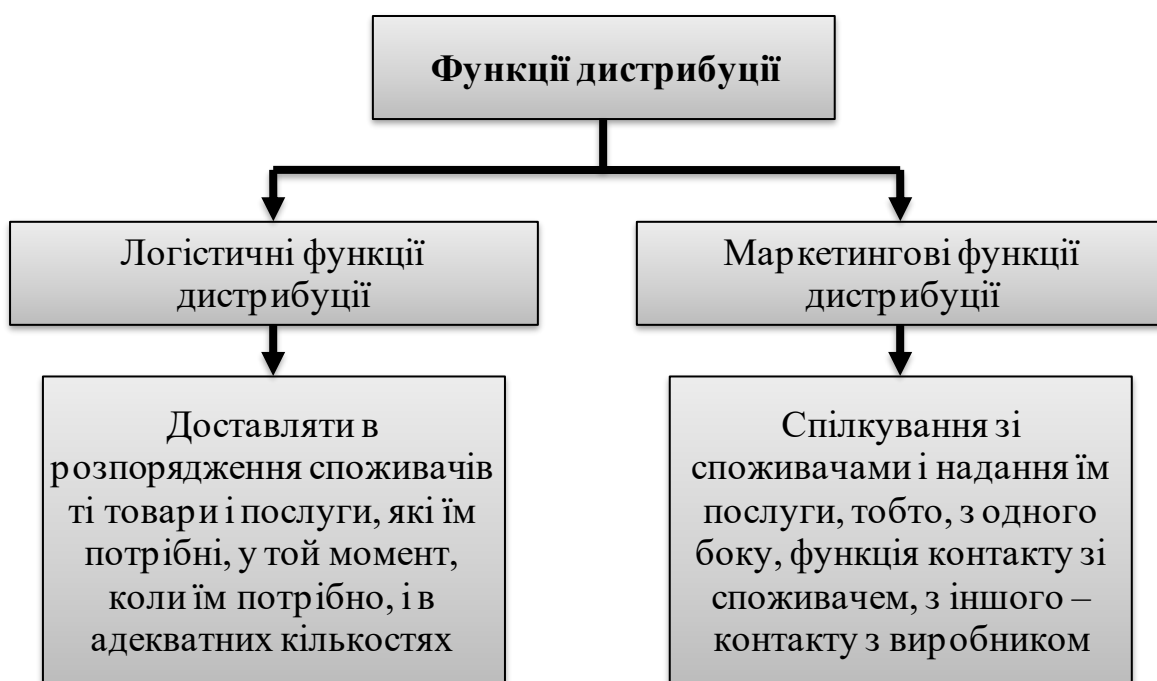 Функції дистрибуції
Логістичні функції
дистрибуції
Маркетингові функції
дистрибуції
Доставляти в
розпорядження споживачів
ті товари і послуги, які їм
потрібні, у той момент,
коли їм потрібно, і в
адекватних кількостях
Спілкування зі
споживачами і надання їм
послуги, тобто, з одного
боку, функція контакту зі
споживачем, з іншого –
контакту з виробником